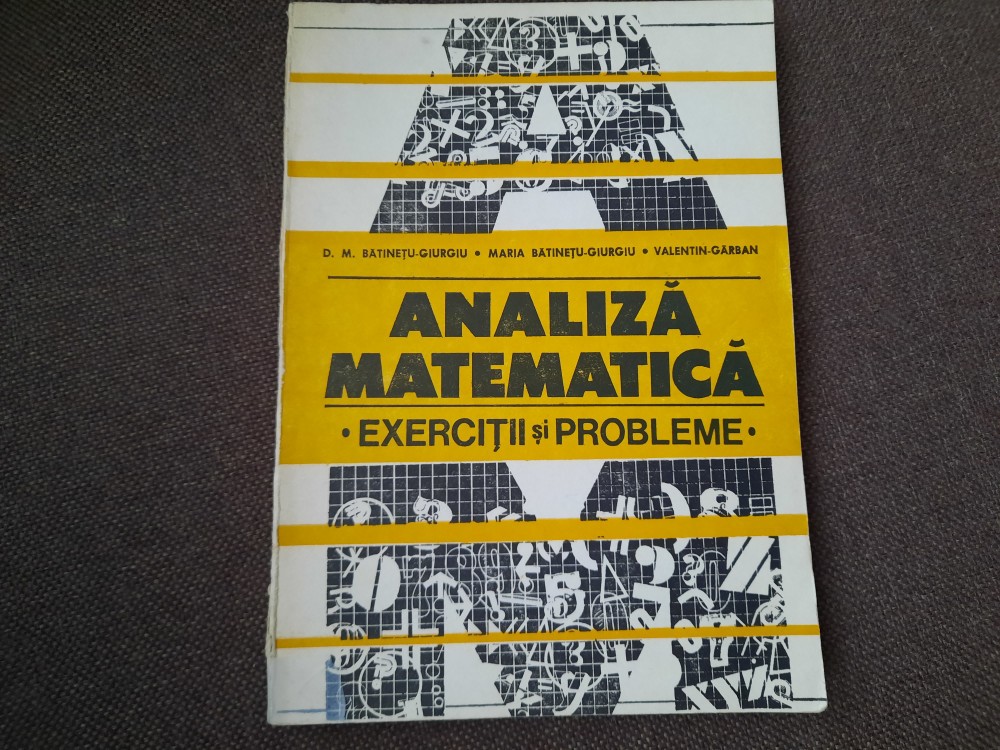 D. M. BĂTINEȚU-GIURGIU • MARIA BĂTINEȚU-GIURGIU • VALENTIN-GÂRBAN
ANALIZĂ
MATEMATICĂ
• EXERCIȚII și PROBLEME •